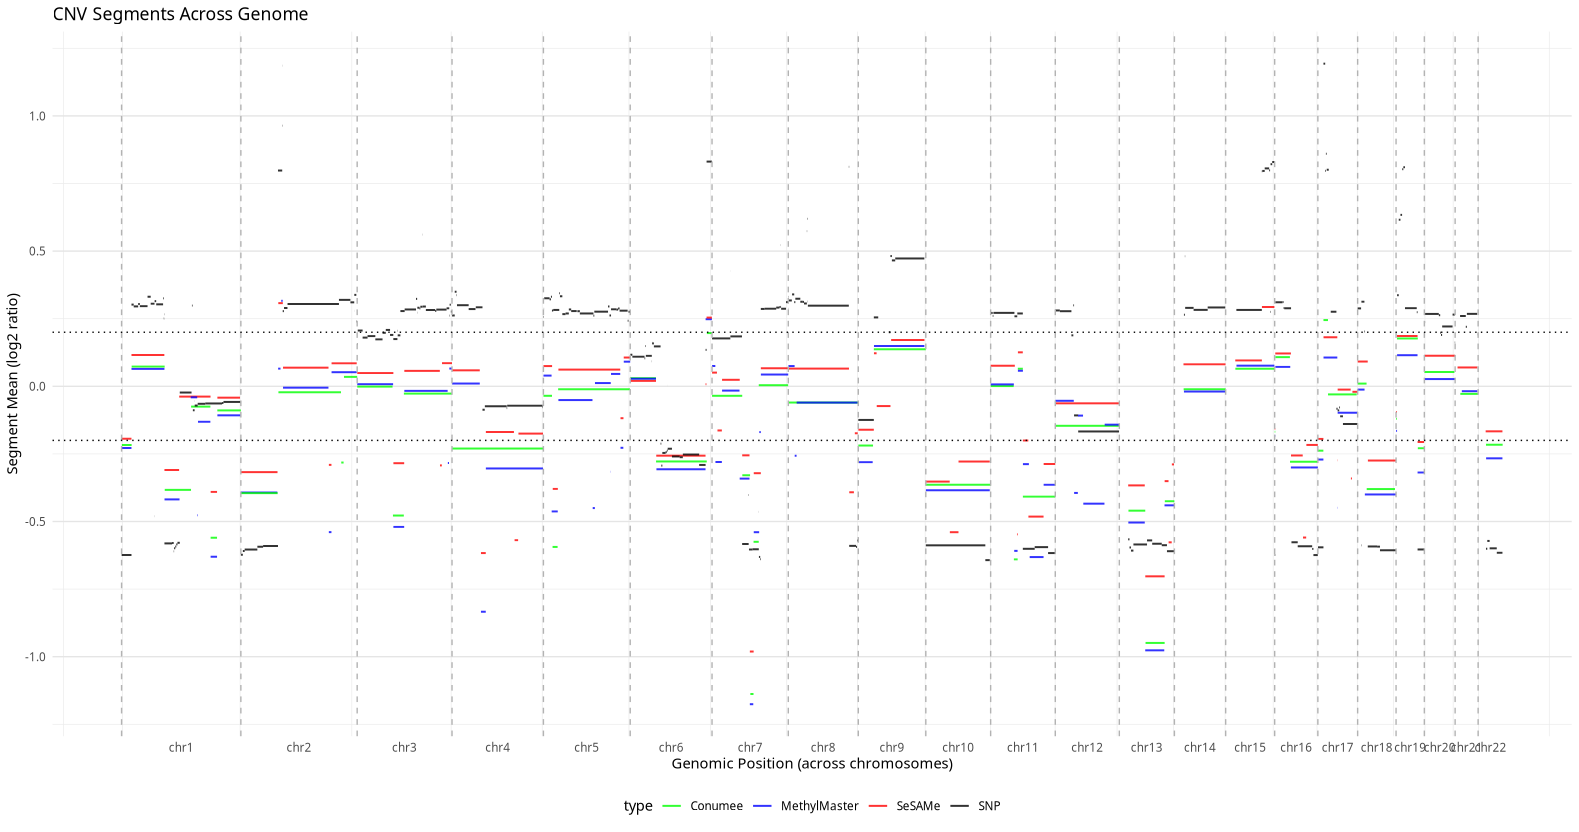 CNV Segments Across Genome
Segment Mean (log2 ratio)
1.0
0.5
0.0
-0.5
-1.0
chr1 chr2 chr3 chr4 chr5 chr6 chr7 chr8 chr9 chr10 chr11 chr12 chr13 chr14 chr15 chr16 chr17 chr18 chr19 chr20 chr21 chr22
Genomic Position (across chromosomes)
type Conumee MethylMaster SeSAMe SNP